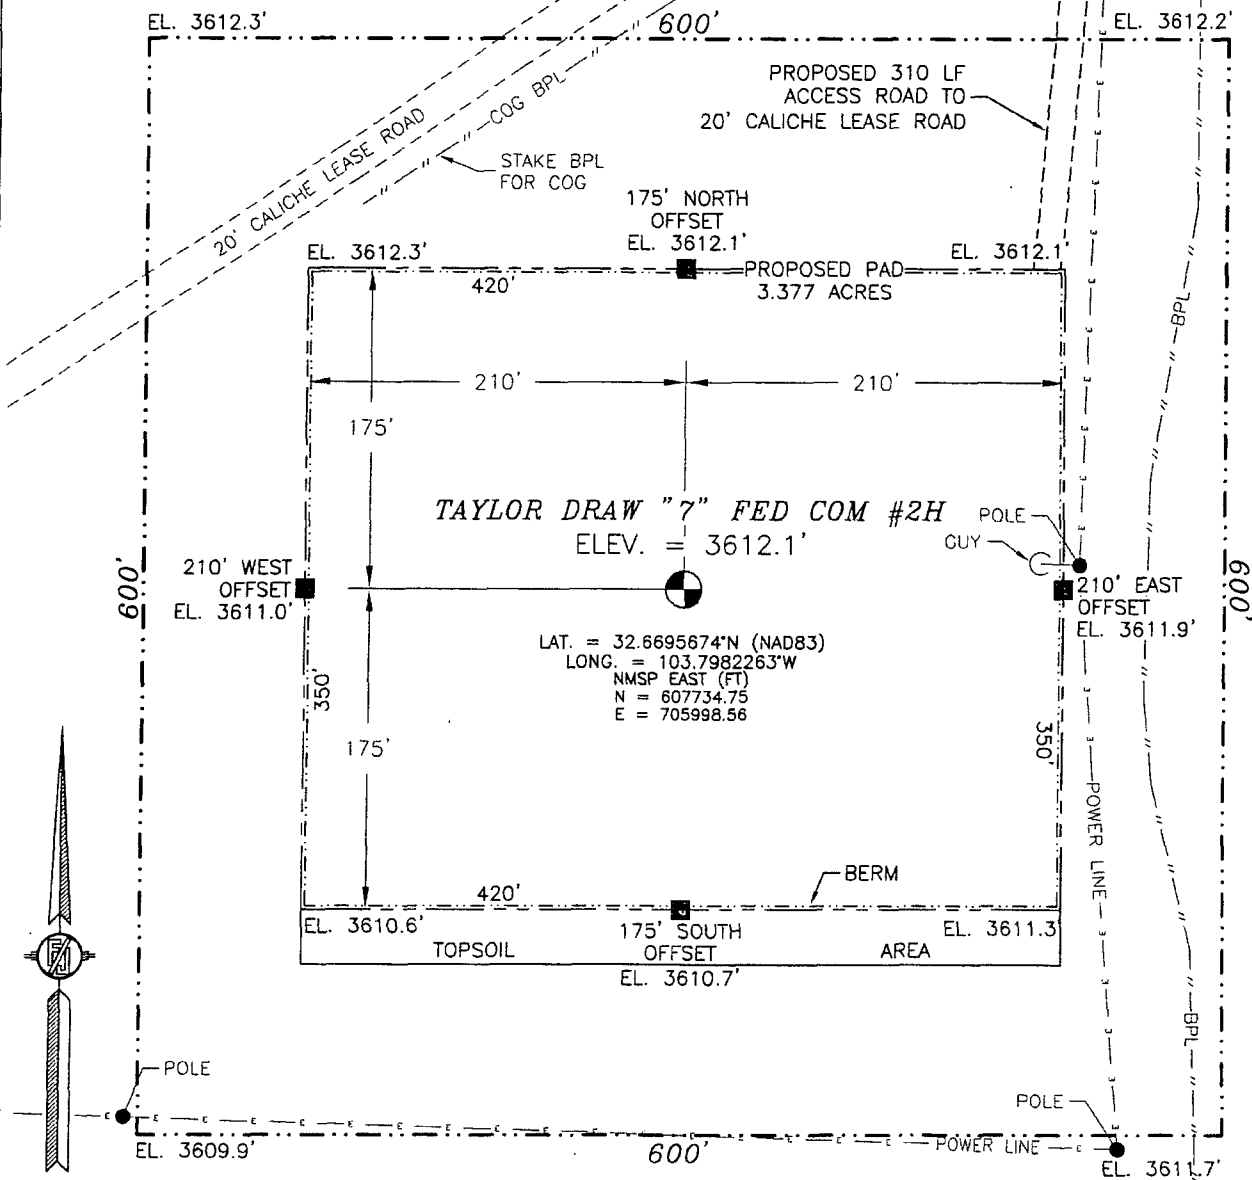 EL. 3612.3'
600'
EL. 3612.2'
PROPOSED 310 LF
ACCESS ROAD TO
20' CALICHE LEASE ROAD
20' CALICHE LEASE ROAD
COG BPL
STAKE BPL
FOR COG
175' NORTH
OFFSET
EL. 3612.1'
EL. 3612.3'
EL. 3612.1'
420'
PROPOSED PAD
3.377 ACRES
BPL
210'
210'
175'
TAYLOR DRAW "7" FED COM #2H
ELEV. = 3612.1'
POLE
GUY
600'
210' WEST
OFFSET
EL. 3611.0'
210' EAST
OFFSET
EL. 3611.9'
600'
LAT. = 32.6695674°N (NAD83)
LONG. = 103.7982263°W
NMSP EAST (FT)
N = 607734.75
E = 705998.56
350'
175'
350'
POWER LINE
BERM
420'
EL. 3610.6'
175' SOUTH
OFFSET
EL. 3610.7'
EL. 3611.3'
TOPSOIL
AREA
BPL
POLE
POLE
EL. 3609.9'
600'
POWER LINE
EL. 3611.7'